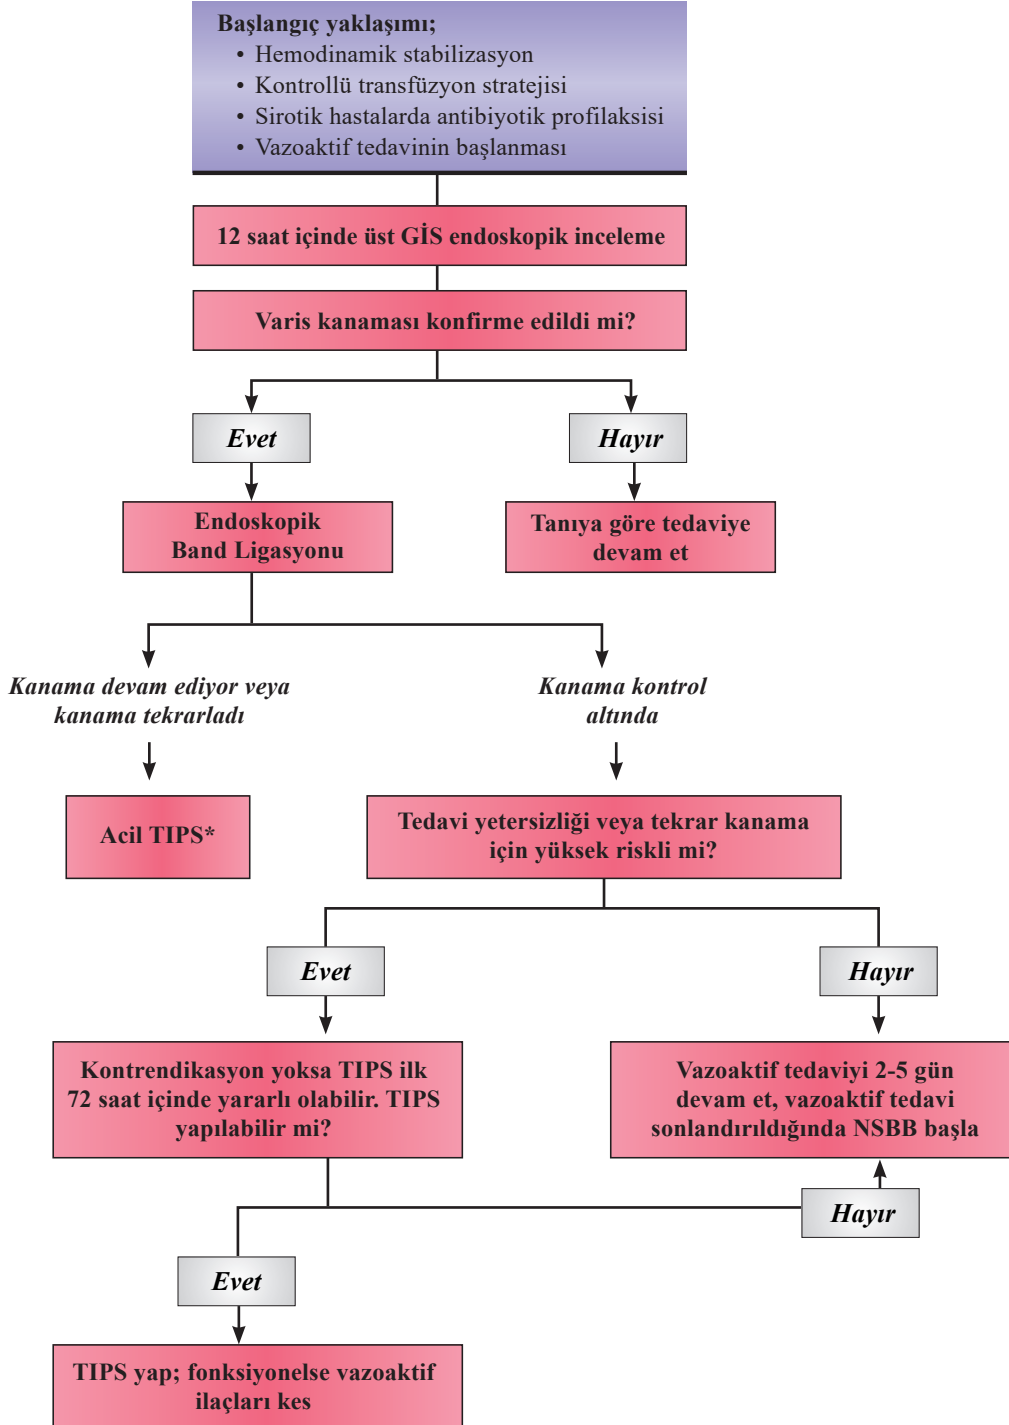 Başlangıç yaklaşımı;
• Hemodinamik stabilizasyon
• Kontrollü transfüzyon stratejisi
• Sirotik hastalarda antibiyotik profilaksisi
• Vazoaktif tedavinin başlanması
12 saat içinde üst GİS endoskopik inceleme
Varis kanaması konfirme edildi mi?
Evet
Hayır
Endoskopik
Band Ligasyonu
Tanıya göre tedaviye
devam et
Kanama devam ediyor veya
kanama tekrarladı
Kanama kontrol
altında
Acil TIPS*
Tedavi yetersizliği veya tekrar kanama
için yüksek riskli mi?
Evet
Hayır
Kontrendikasyon yoksa TIPS ilk
72 saat içinde yararlı olabilir. TIPS
yapılabilir mi?
Vazoaktif tedaviyi 2-5 gün
devam et, vazoaktif tedavi
sonlandırıldığında NSBB başla
Hayır
Evet
TIPS yap; fonksiyonelse vazoaktif
ilaçları kes